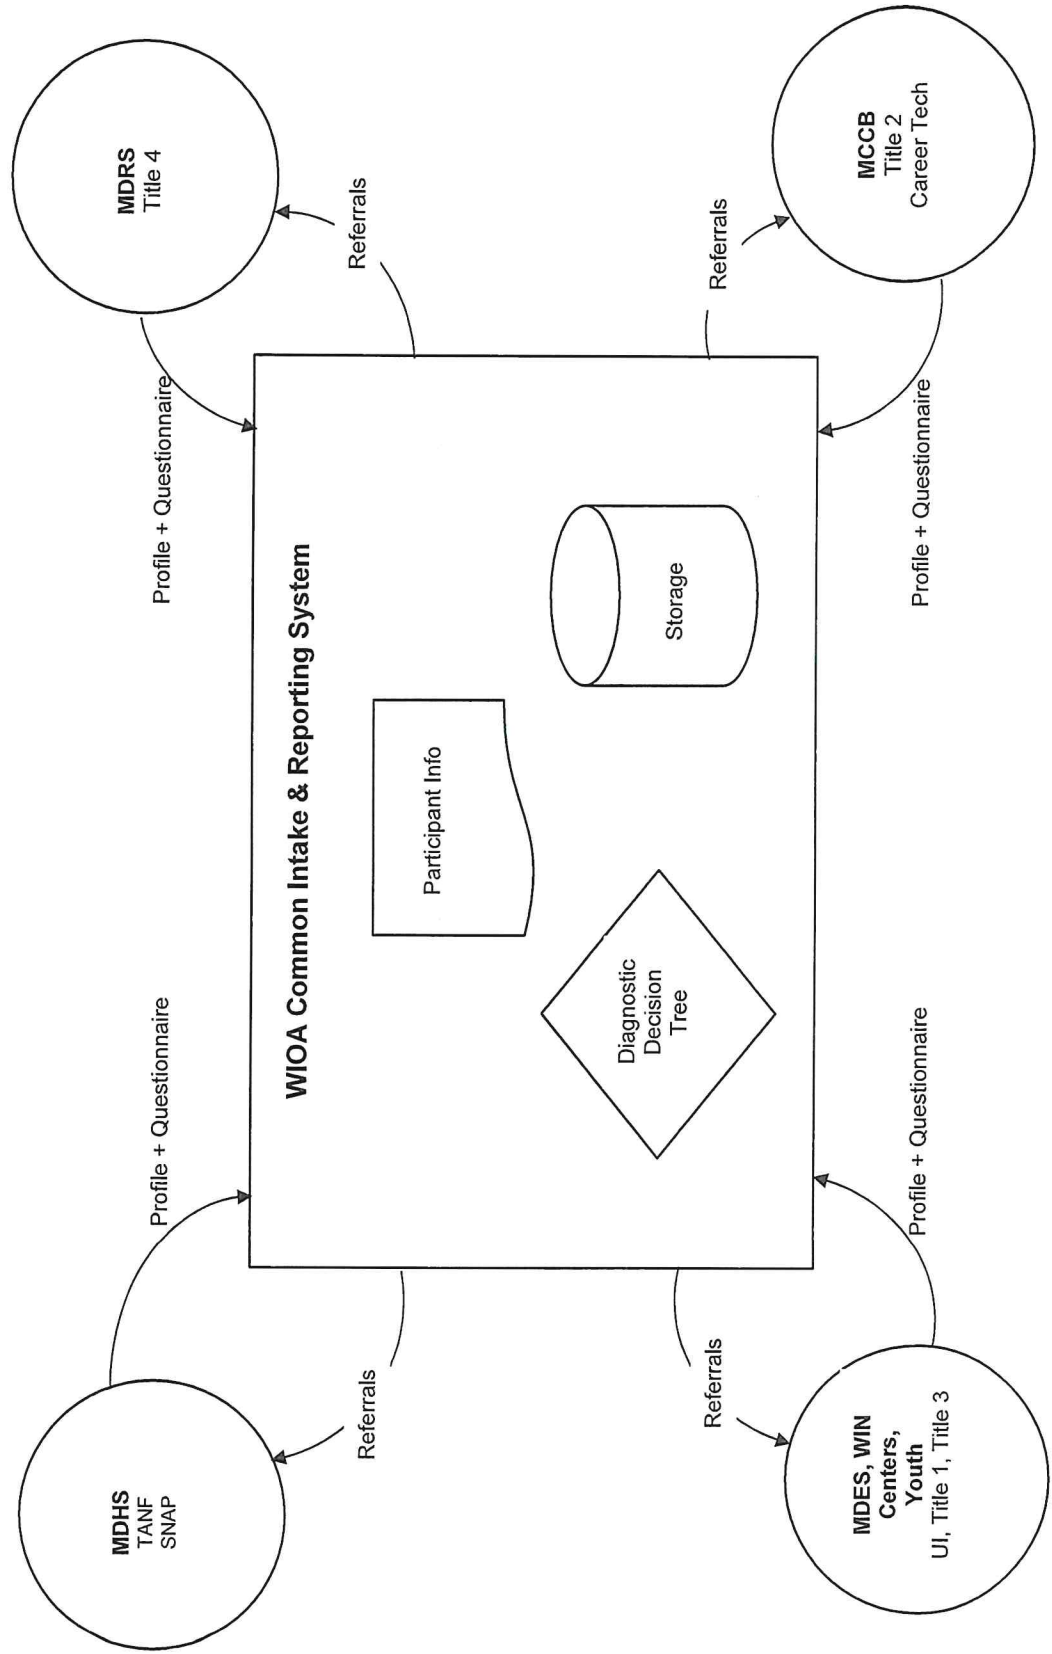 MDHS
TANF
SNAP
Profile + Questionnaire
Referrals
MDRS
Title 4
Profile + Questionnaire
Referrals
WIOA Common Intake & Reporting System
Participant Info
Diagnostic
Decision
Tree
Storage
MDES, WIN
Centers,
Youth
UI, Title 1, Title 3
Referrals
Profile + Questionnaire
MCCB
Title 2
Career Tech
Referrals
Profile + Questionnaire